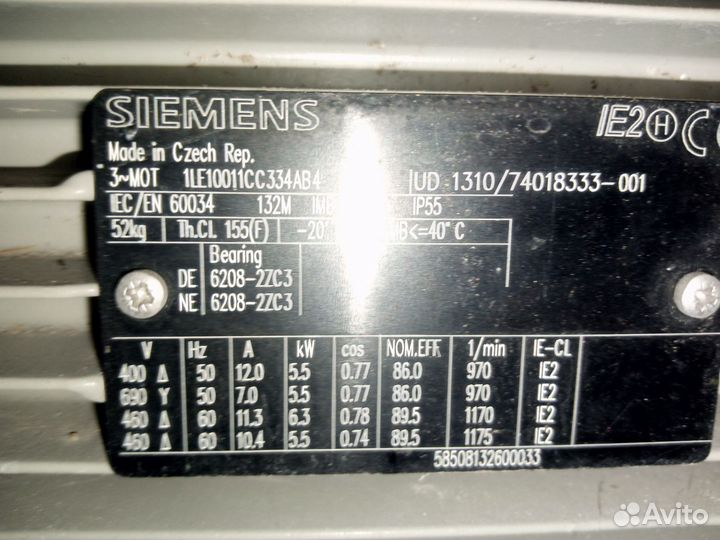 SIEMENS IE2 H C
Made in Czech Rep.
3~MOT 1LE10011CC334AB4 UD 1310/74018333-001
IEC/EN 60034 132M IP55
52kg Th.CL 155(F) -20 <=40°C
Bearing
DE 6208-2ZC3
NE 6208-2ZC3
V Hz A kW cos NOM.EFF 1/min IE-CL
400 Δ 50 12.0 5.5 0.77 86.0 970 IE2
690 Y 50 7.0 5.5 0.77 86.0 970 IE2
460 Δ 60 11.3 6.3 0.78 89.5 1170 IE2
460 Δ 60 10.4 5.5 0.74 89.5 1175 IE2
58508132600033
Avito